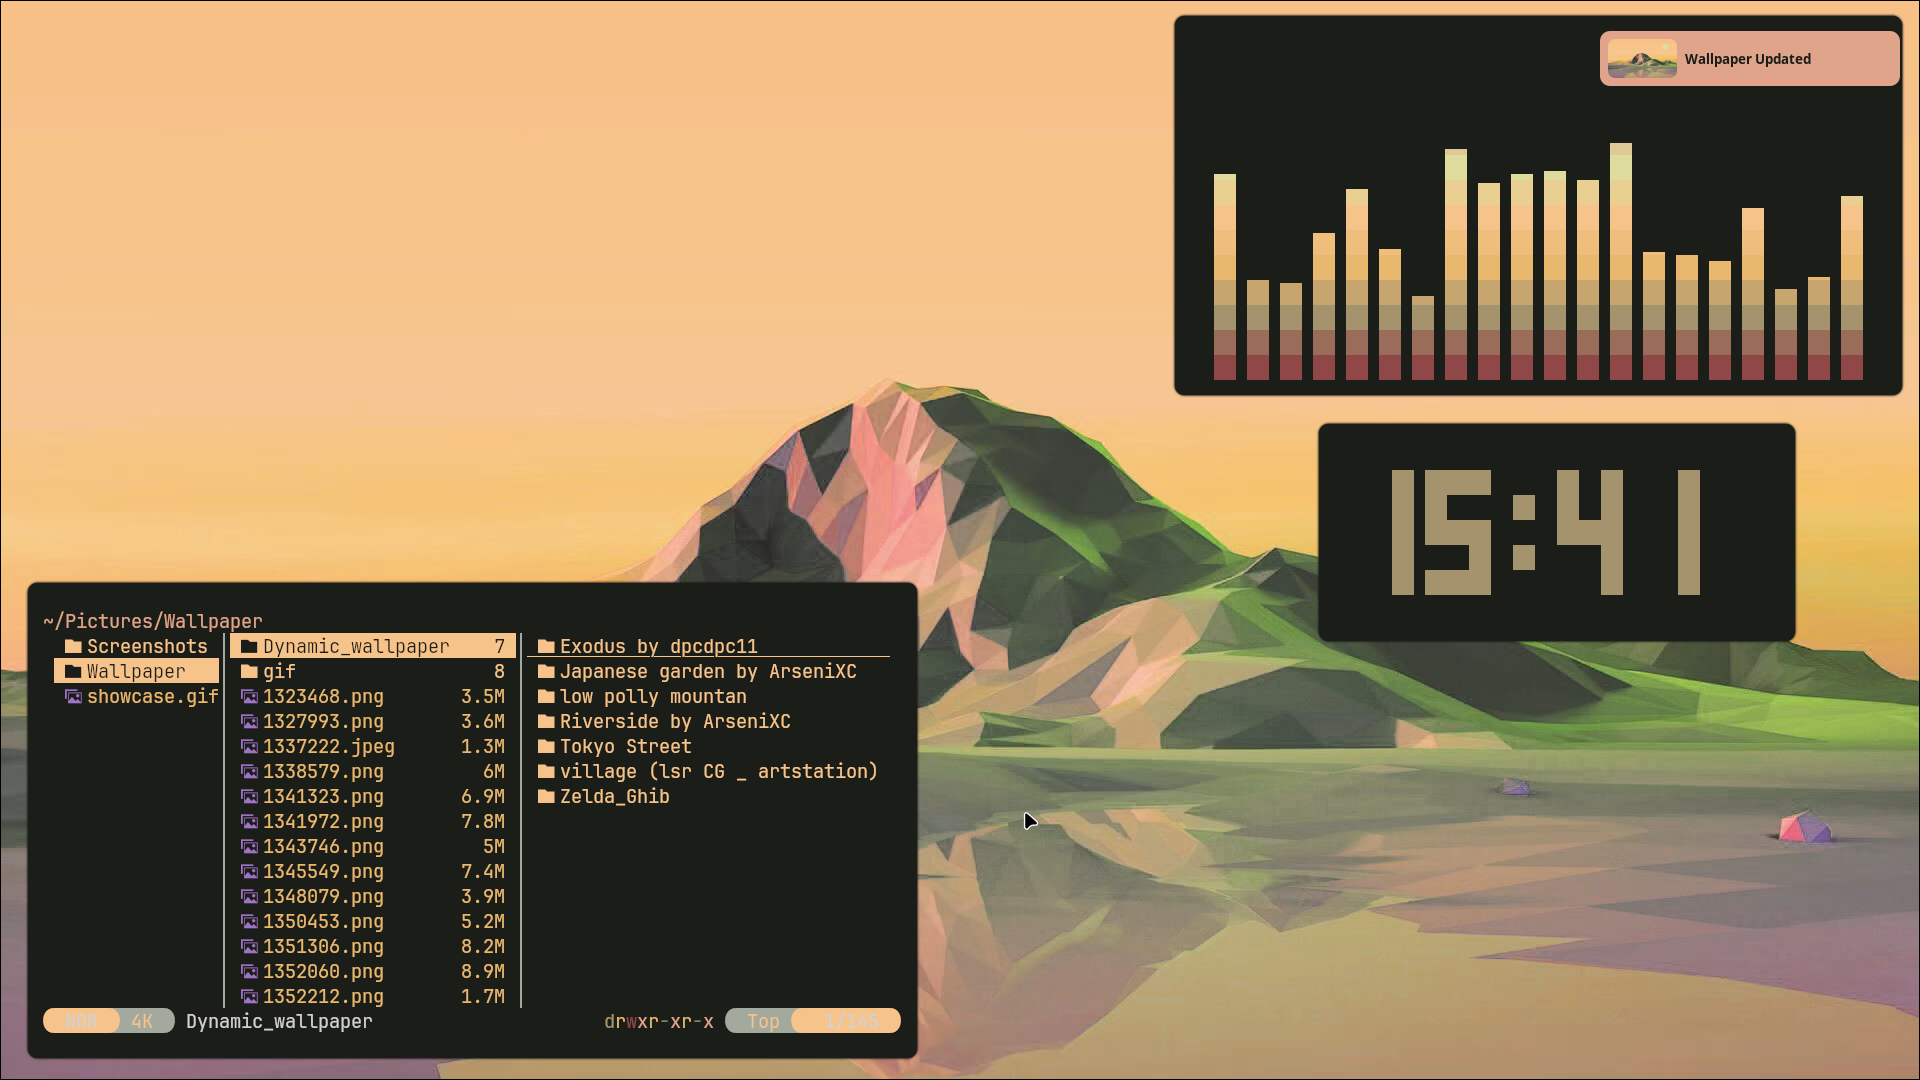 Wallpaper Updated
15:41
~/Pictures/Wallpaper
Screenshots
Wallpaper
showcase.gif
Dynamic_wallpaper 7
gif 8
1323468.png 3.5M
1327993.png 3.6M
1337222.jpeg 1.3M
1338579.png 6M
1341323.png 6.9M
1341972.png 7.8M
1343746.png 5M
1345549.png 7.4M
1348079.png 3.9M
1350453.png 5.2M
1351306.png 8.2M
1352060.png 8.9M
1352212.png 1.7M
Exodus by dpcdpc11
Japanese garden by ArseniXC
low polly mountan
Riverside by ArseniXC
Tokyo Street
village (lsr CG _ artstation)
Zelda_Ghib
NOR 4K Dynamic_wallpaper drwxr-xr-x Top 1/145